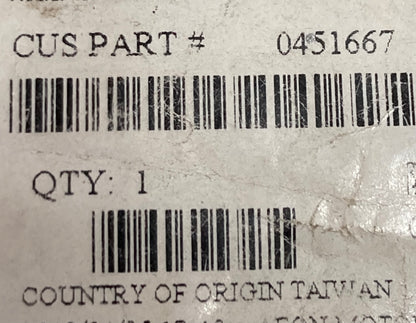 CUS PART # 0451667
QTY: 1
COUNTRY OF ORIGIN TAIWAN